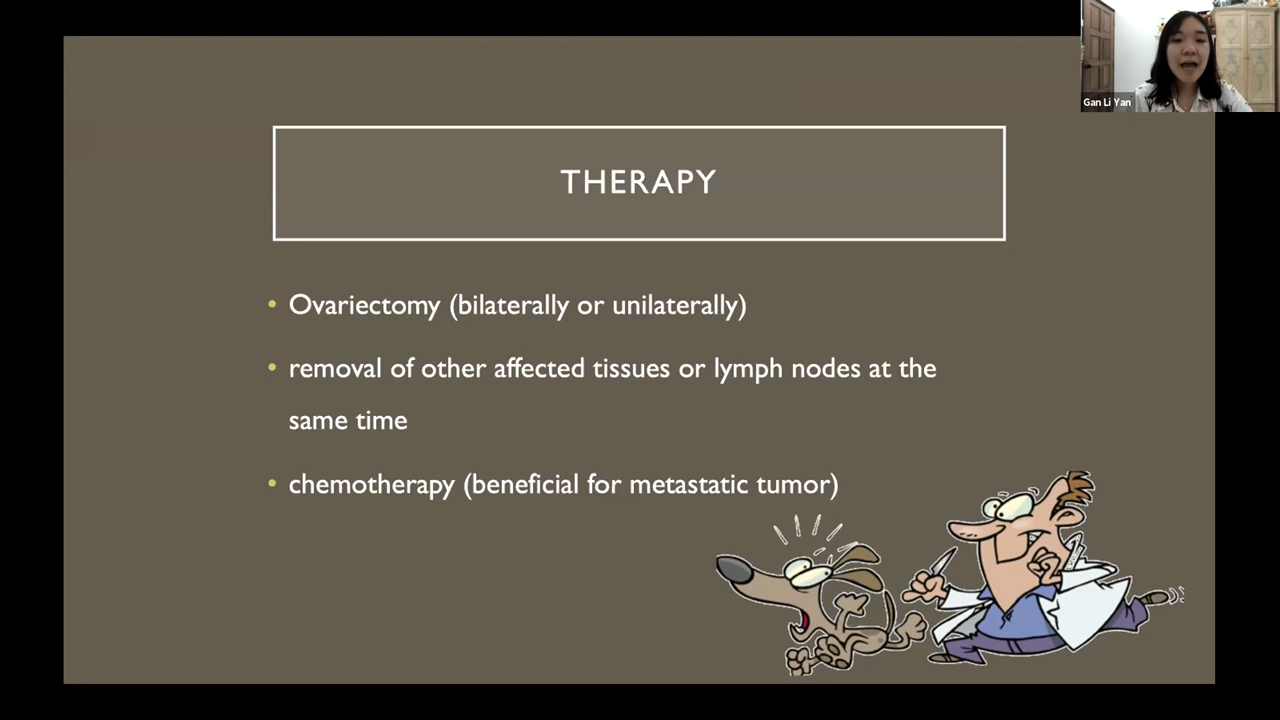 Gan Li Yan
THERAPY
• Ovariectomy (bilaterally or unilaterally)
• removal of other affected tissues or lymph nodes at the
same time
• chemotherapy (beneficial for metastatic tumor)